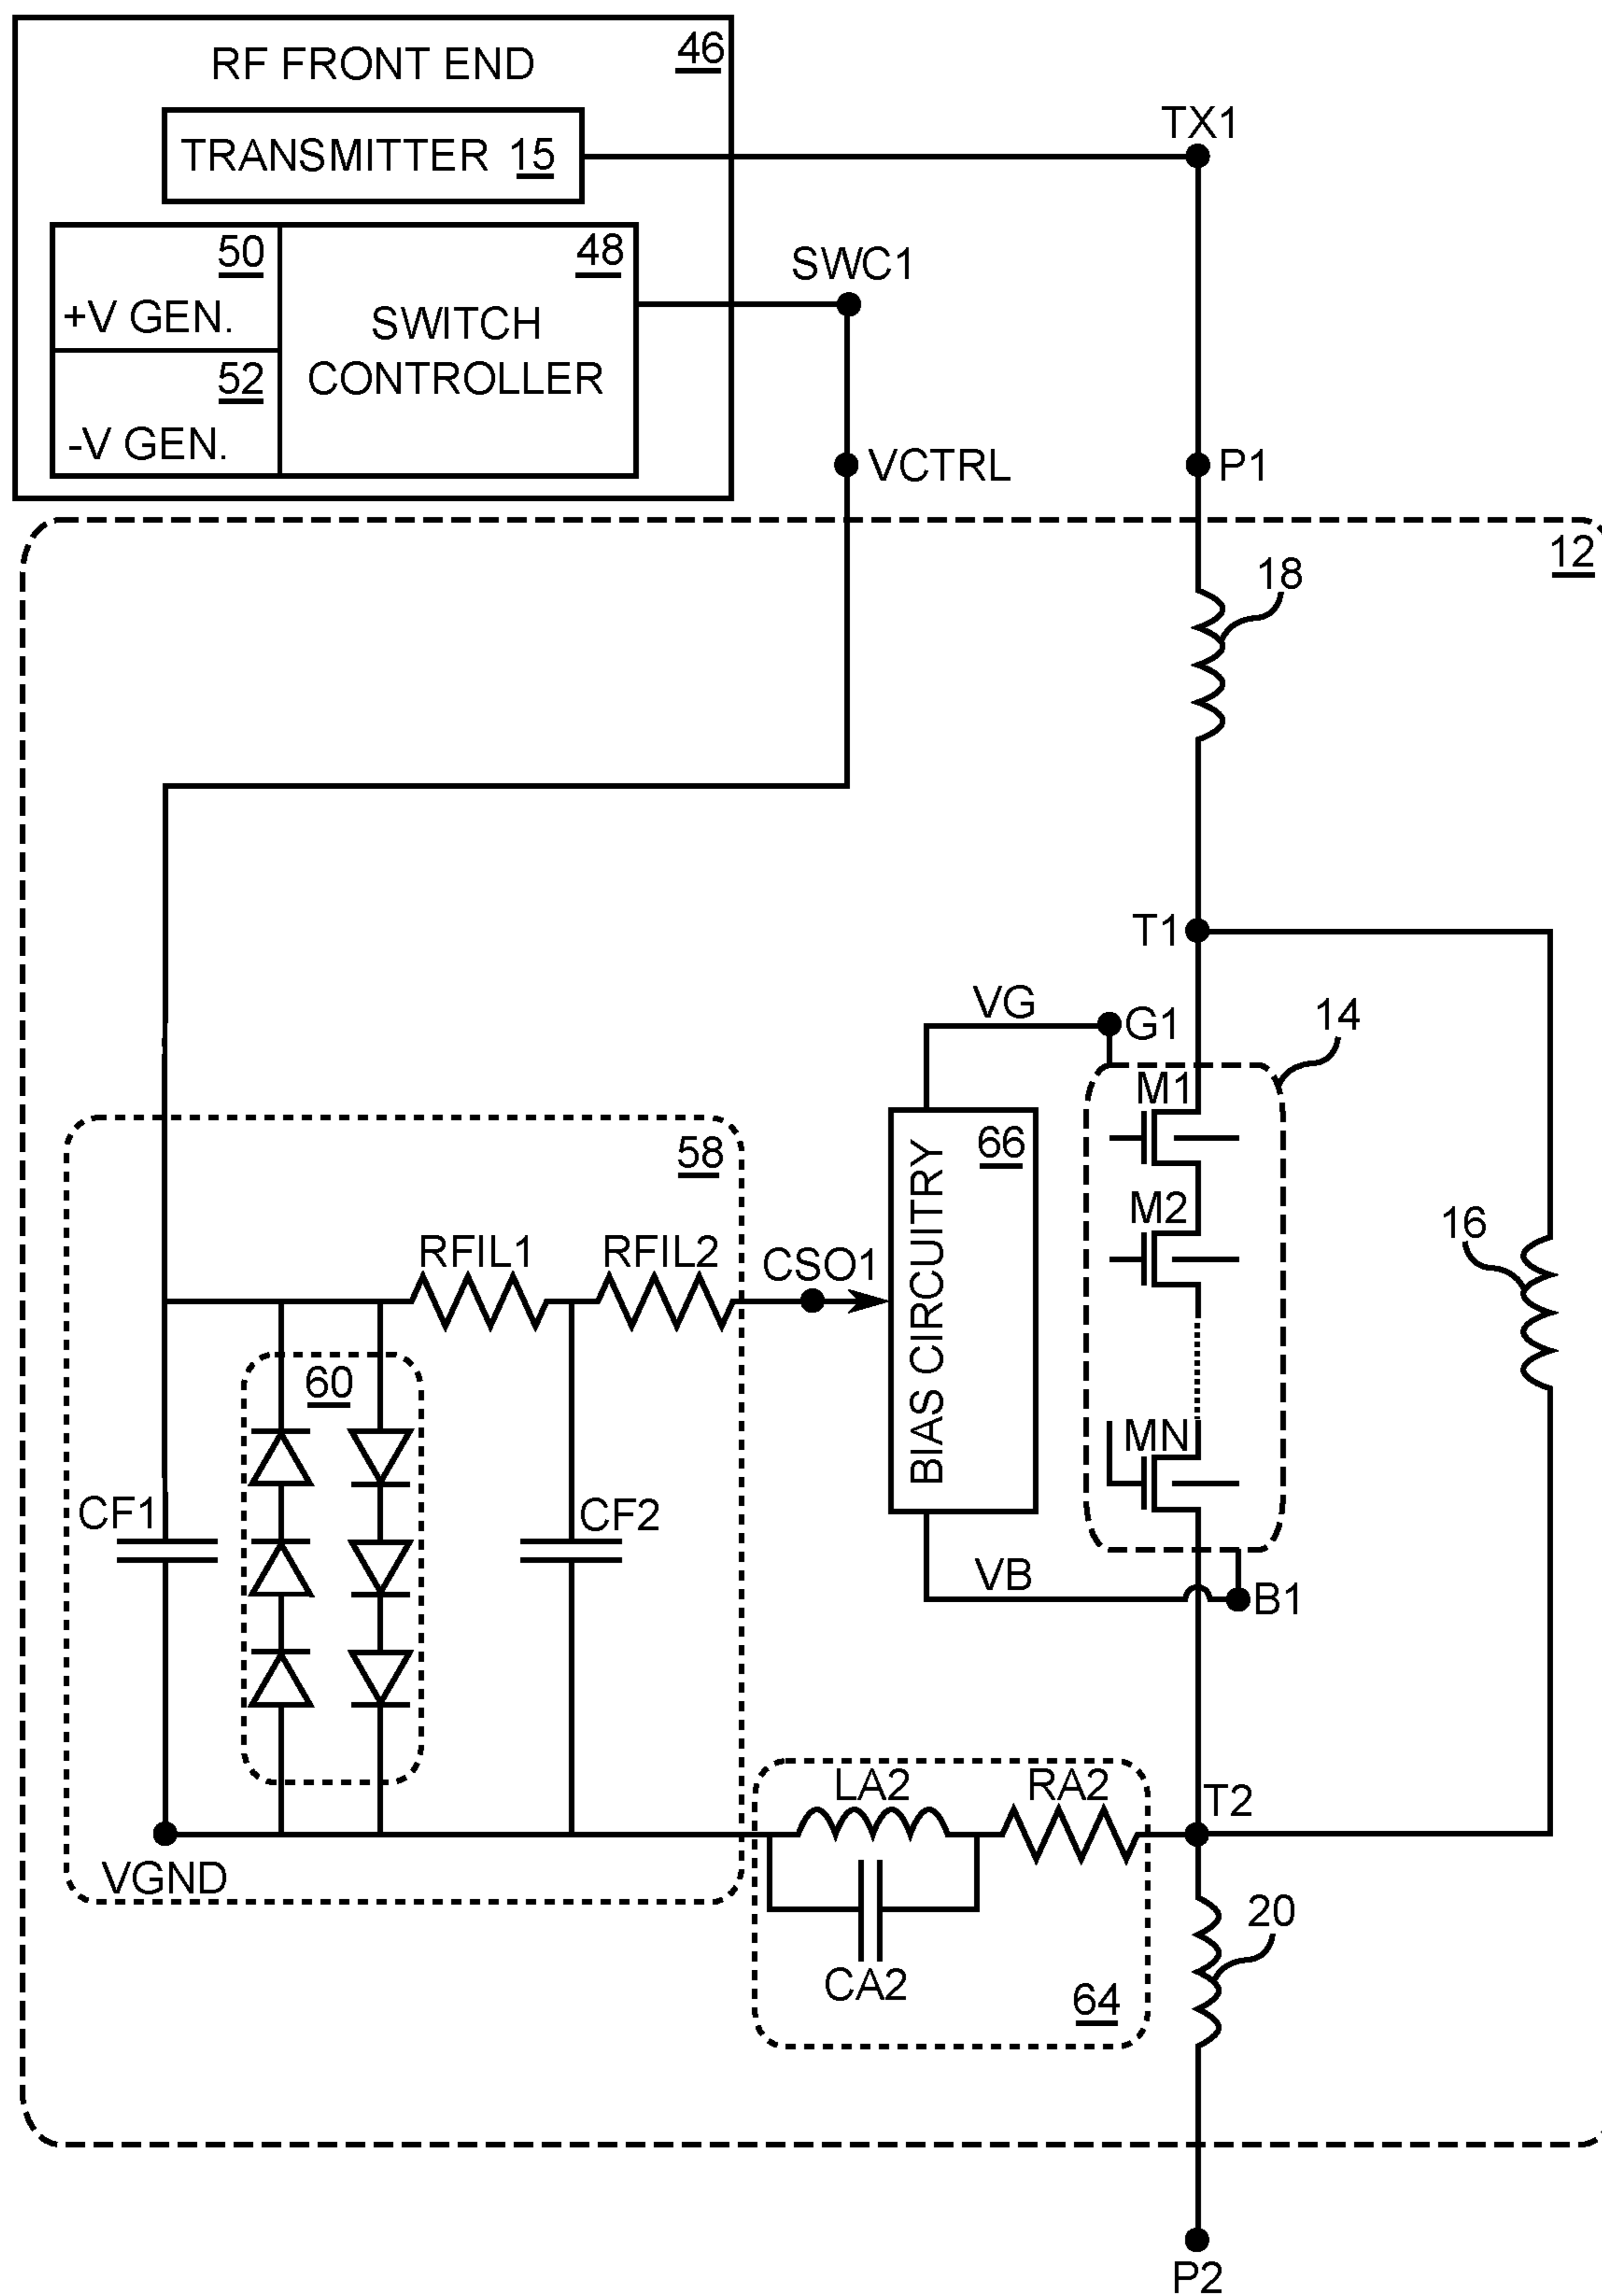 RF FRONT END 46
TRANSMITTER 15
TX1
50
+V GEN.
52
-V GEN.
48
SWITCH
CONTROLLER
SWC1
VCTRL
P1
12
18
T1
VG
G1
14
M1
M2
MN
58
66
BIAS CIRCUITRY
16
RFIL1
RFIL2
CSO1
60
CF1
CF2
VB
B1
VGND
LA2
RA2
T2
CA2
64
20
P2